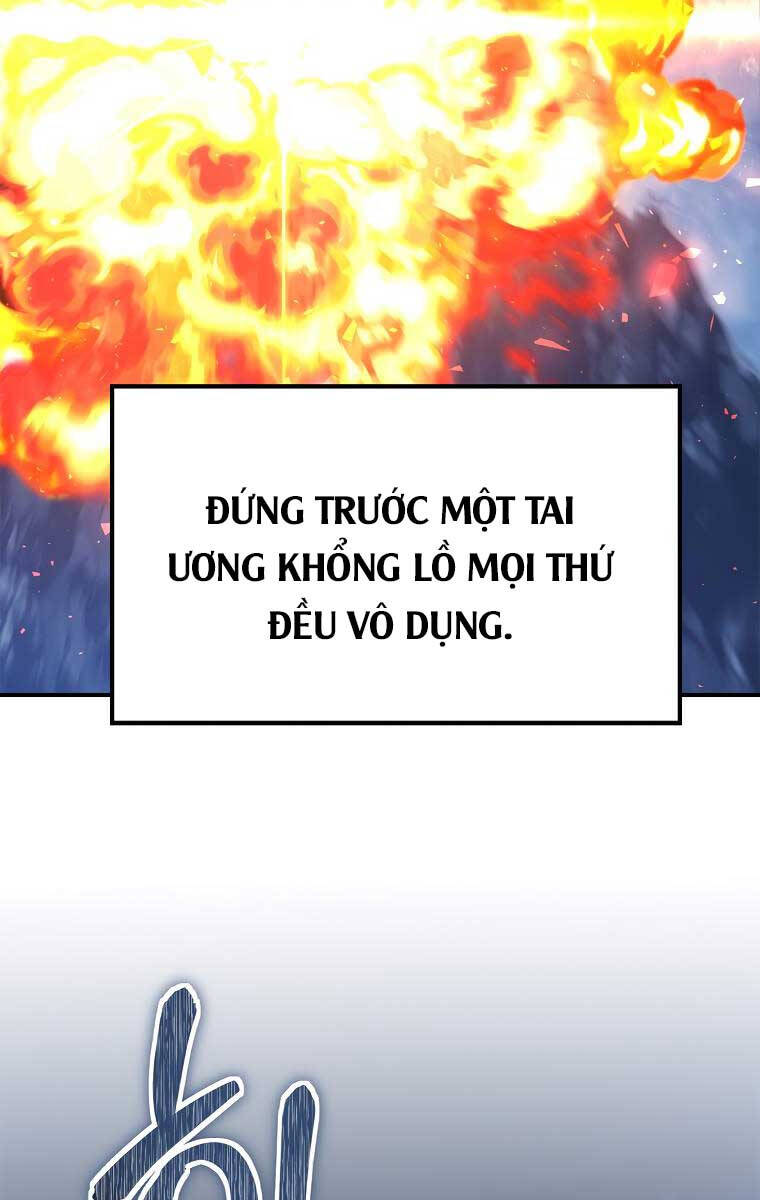 ĐỨNG TRƯỚC MỘT TAI
ƯƠNG KHỔNG LỒ MỌI THỨ
ĐỀU VÔ DỤNG.